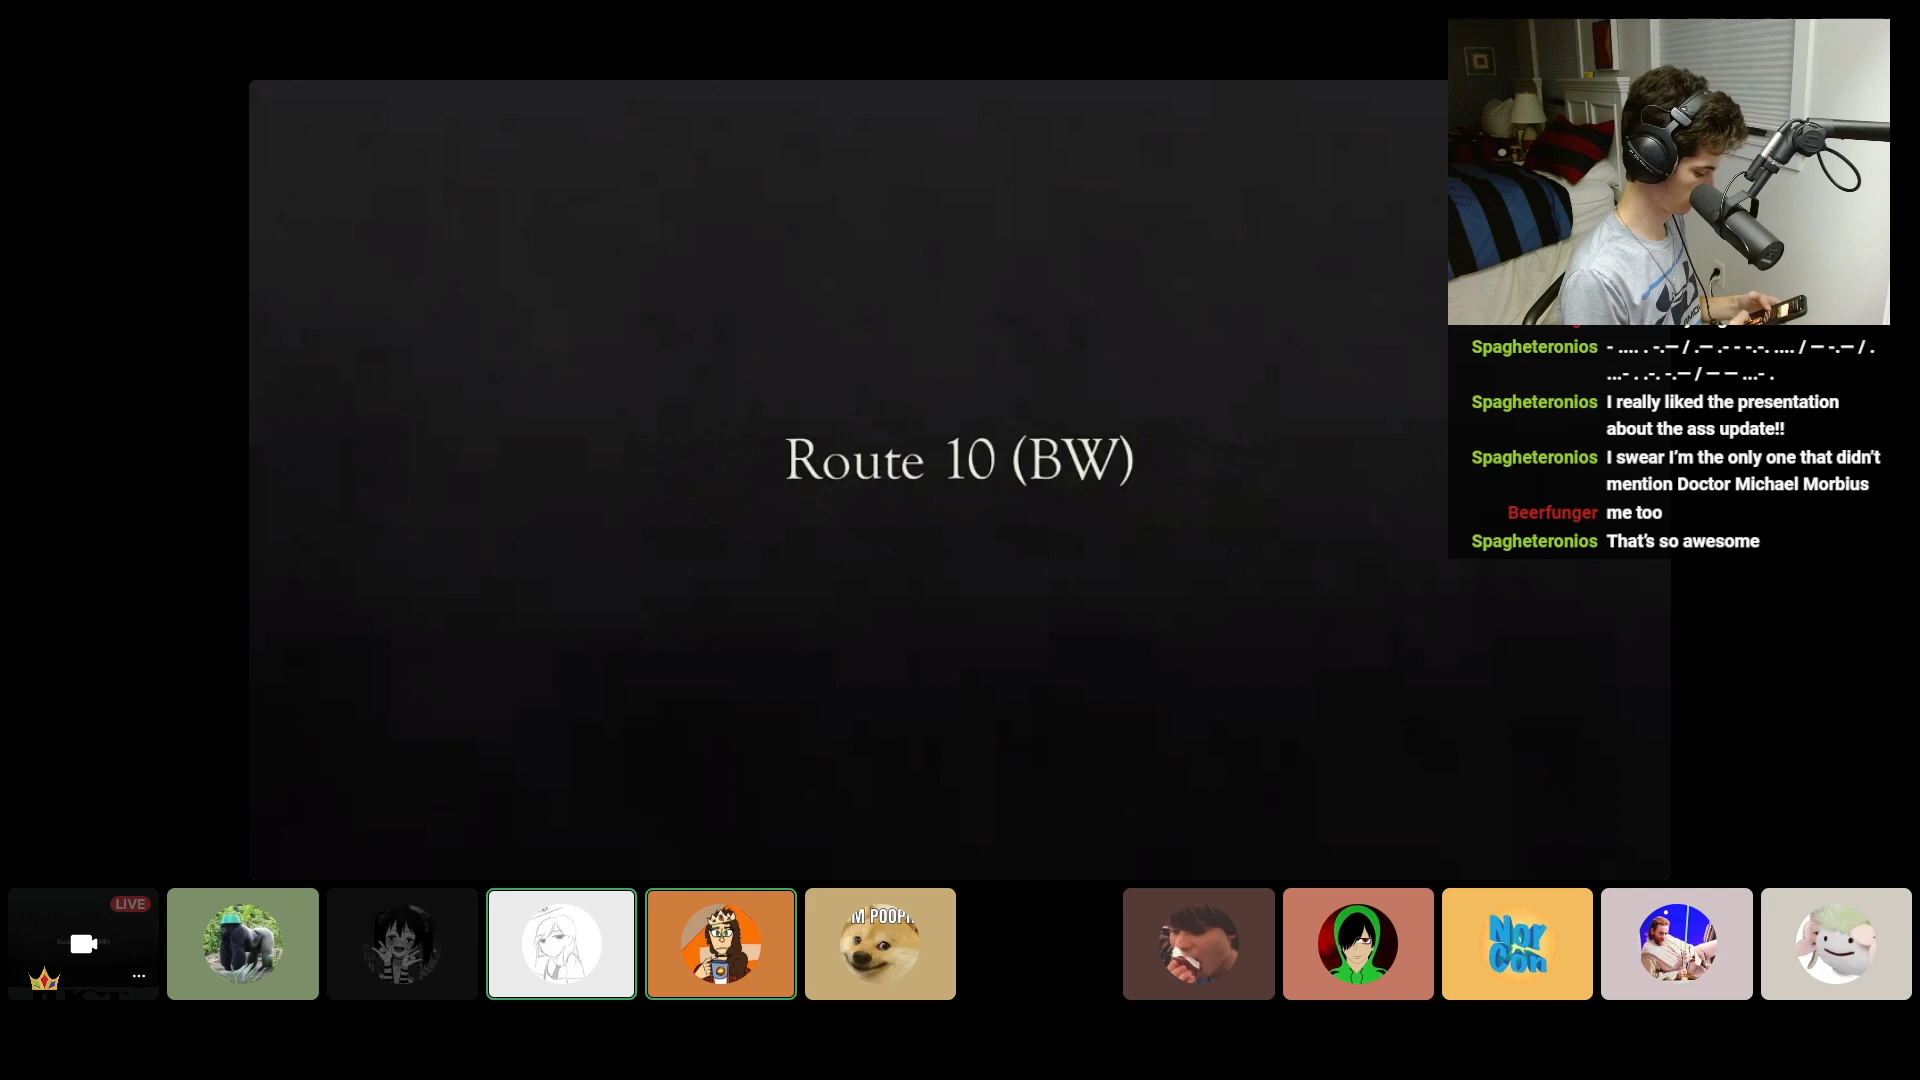 Route 10 (BW)
Spagheteronios - .... . -.— / .— .- - -.-. .... / — -.— / .
...- . .-. -.— / — — ...- .
Spagheteronios I really liked the presentation
about the ass update!!
Spagheteronios I swear I’m the only one that didn’t
mention Doctor Michael Morbius
Beerfunger me too
Spagheteronios That’s so awesome
LIVE
Nor
Con